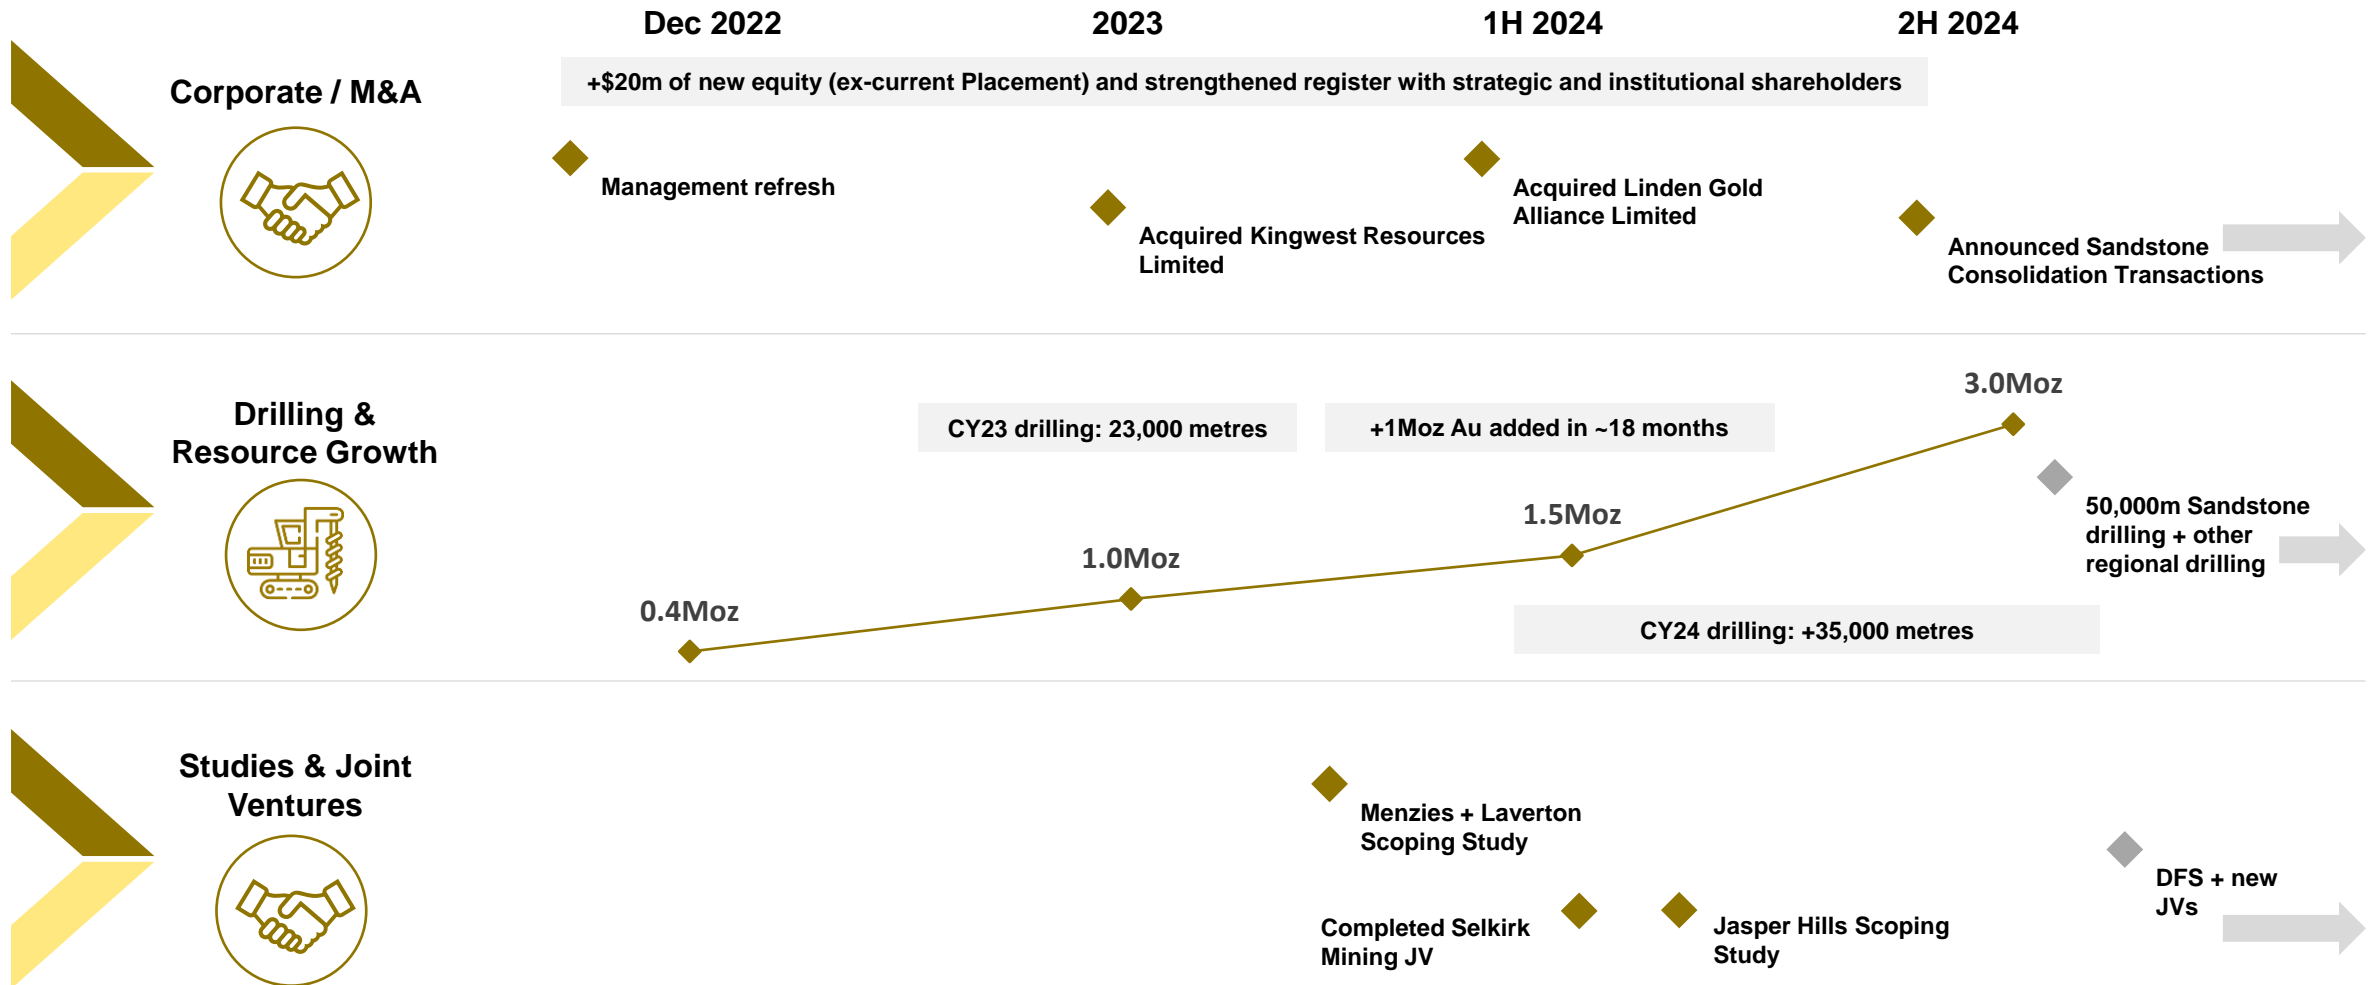 Dec 2022
2023
1H 2024
2H 2024
Corporate / M&A
+$20m of new equity (ex-current Placement) and strengthened register with strategic and institutional shareholders
Management refresh
Acquired Kingwest Resources
Limited
Acquired Linden Gold
Alliance Limited
Announced Sandstone
Consolidation Transactions
Drilling &
Resource Growth
CY23 drilling: 23,000 metres
+1Moz Au added in ~18 months
0.4Moz
1.0Moz
1.5Moz
3.0Moz
50,000m Sandstone
drilling + other
regional drilling
CY24 drilling: +35,000 metres
Studies & Joint
Ventures
Menzies + Laverton
Scoping Study
Completed Selkirk
Mining JV
Jasper Hills Scoping
Study
DFS + new
JVs